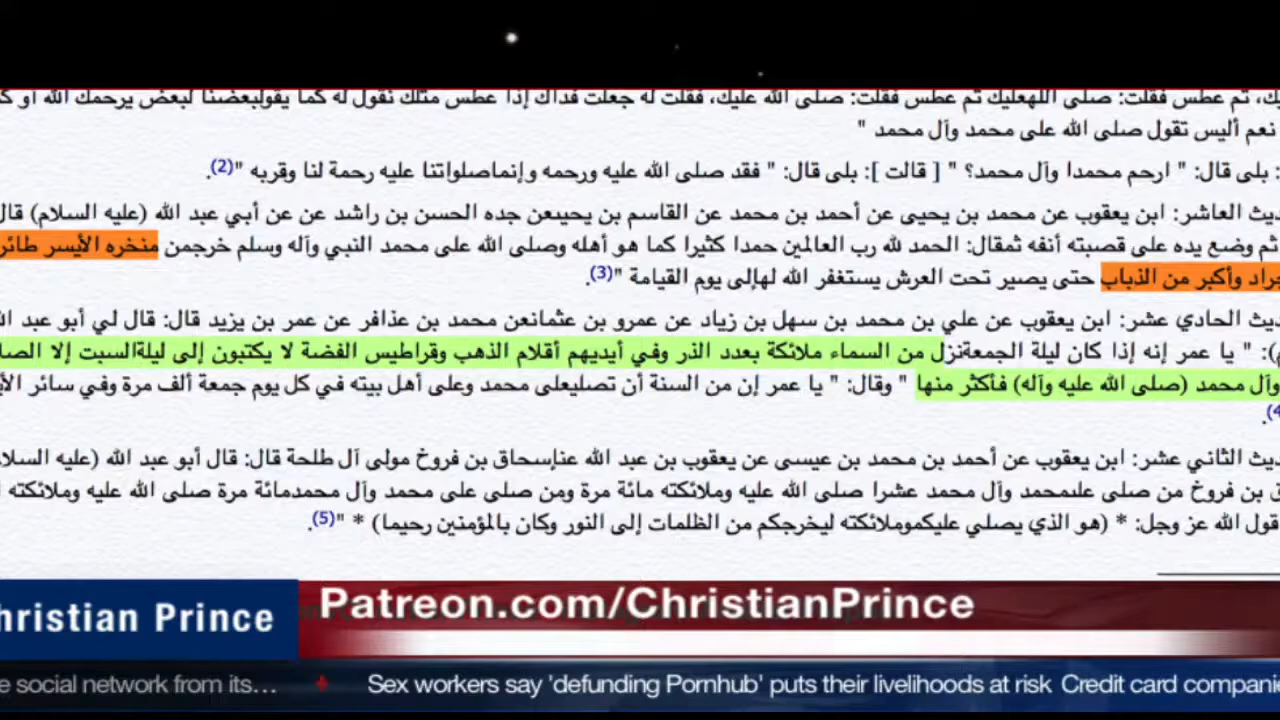 يك، ثم عطس فقلت: صلى اللهعليك ثم عطس فقلت: صلى الله عليك، فقلت له جعلت فداك إذا عطس مثلك نقول له كما يقولبعضنا لبعض يرحمك الله أو
نعم أليس تقول صلى الله على محمد وآل محمد "
: بلى قال: " ارحم محمدا وآل محمد؟ " [ قالت ]: بلى قال: " فقد صلى الله عليه ورحمه وإنماصلواتنا عليه رحمة لنا وقربه "(2).
ديث العاشر: ابن يعقوب عن محمد بن يحيى عن أحمد بن محمد عن القاسم بن يحييعن جده الحسن بن راشد عن عن أبي عبد الله (عليه السلام) قال
ثم وضع يده على قصبته أنفه ثمقال: الحمد لله رب العالمين حمدا كثيرا كما هو أهله وصلى الله على محمد النبي وآله وسلم خرجمن منخره الأيسر طائر
جراد وأكبر من الذباب حتى يصير تحت العرش يستغفر الله لهإلى يوم القيامة "(3).
ديث الحادي عشر: ابن يعقوب عن علي بن محمد بن سهل بن زياد عن عمرو بن عثمانعن محمد بن عذافر عن عمر بن يزيد قال: قال لي أبو عبد
): " يا عمر إنه إذا كان ليلة الجمعةنزل من السماء ملائكة بعدد الذر وفي أيديهم أقلام الذهب وقراطيس الفضة لا يكتبون إلى ليلةالسبت إلا
وآل محمد (صلى الله عليه وآله) فأكثر منها " وقال: " يا عمر إن من السنة أن تصليعلى محمد وعلى أهل بيته في كل يوم جمعة ألف مرة وفي سائر
(4).
ديث الثاني عشر: ابن يعقوب عن أحمد بن محمد بن عيسى عن يعقوب بن عبد الله عنإسحاق بن فروخ مولى آل طلحة قال: قال أبو عبد الله (عليه
ق بن فروخ من صلى علىمحمد وآل محمد عشرا صلى الله عليه وملائكته مائة مرة ومن صلى على محمد وآل محمدمائة مرة صلى الله عليه وملائكته
قول الله عز وجل: * (هو الذي يصلي عليكموملائكته ليخرجكم من الظلمات إلى النور وكان بالمؤمنين رحيما) * "(5).
hristian Prince
Patreon.com/ChristianPrince
e social network from its… Sex workers say 'defunding Pornhub' puts their livelihoods at risk Credit card compani